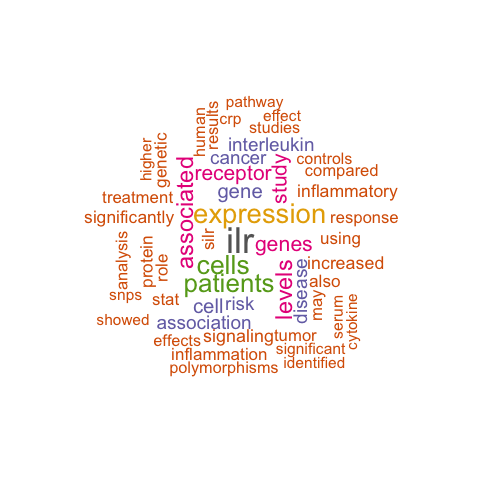 pathway
crp
effect
human
results
studies
interleukin
higher
genetic
cancer
controls
receptor
study
compared
associated
gene
inflammatory
treatment
significantly
expression
response
silr
ilr
genes
using
analysis
protein
role
cells
levels
increased
patients
disease
may
also
snps
stat
cell
risk
serum
cytokine
showed
association
effects
signaling
tumor
inflammation
significant
polymorphisms
identified